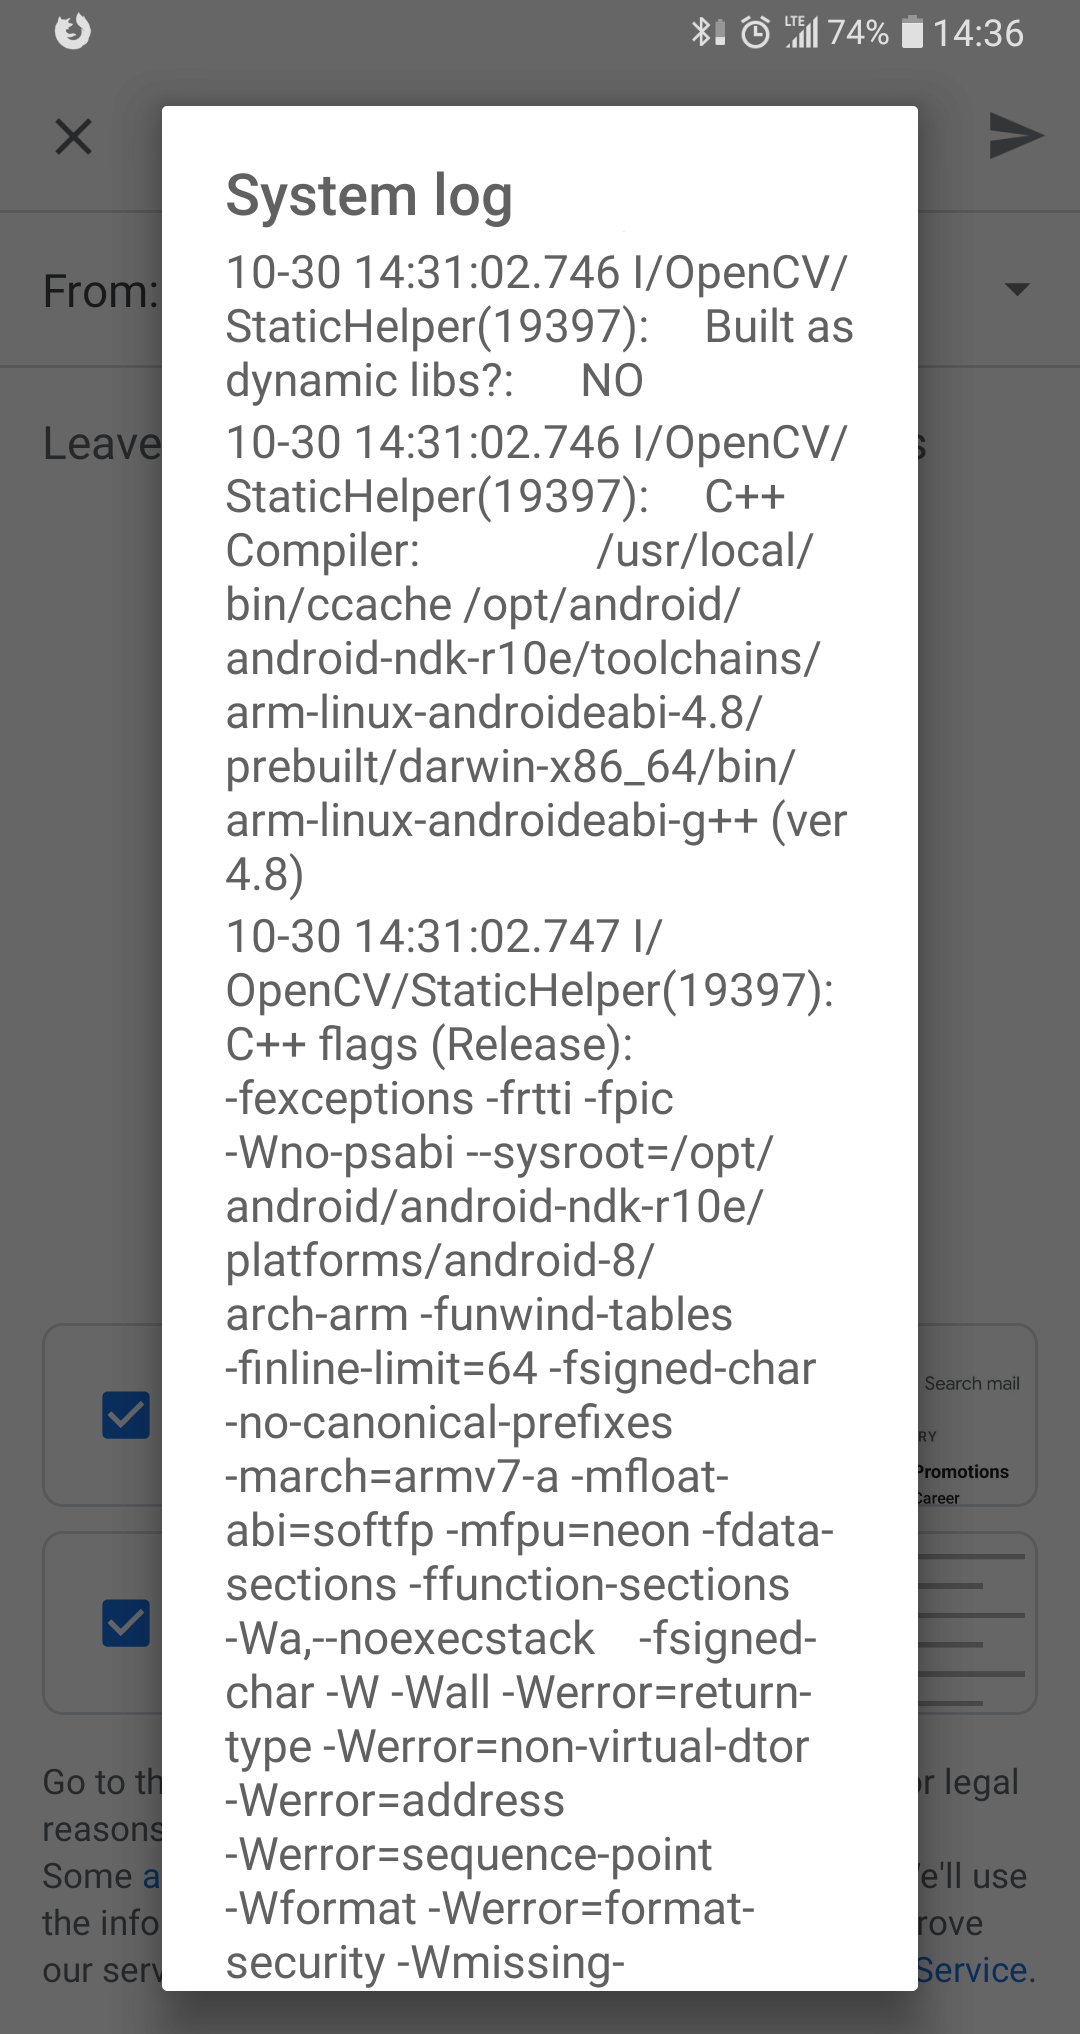 LTE 74% 14:36
System log
From:
10-30 14:31:02.746 I/OpenCV/
StaticHelper(19397): Built as
dynamic libs?: NO
Leave
10-30 14:31:02.746 I/OpenCV/
StaticHelper(19397): C++
Compiler: /usr/local/
bin/ccache /opt/android/
android-ndk-r10e/toolchains/
arm-linux-androideabi-4.8/
prebuilt/darwin-x86_64/bin/
arm-linux-androideabi-g++ (ver
4.8)
10-30 14:31:02.747 I/
OpenCV/StaticHelper(19397):
C++ flags (Release):
-fexceptions -frtti -fpic
-Wno-psabi --sysroot=/opt/
android/android-ndk-r10e/
platforms/android-8/
arch-arm -funwind-tables
-finline-limit=64 -fsigned-char
-no-canonical-prefixes
-march=armv7-a -mfloat-
abi=softfp -mfpu=neon -fdata-
sections -ffunction-sections
-Wa,--noexecstack -fsigned-
char -W -Wall -Werror=return-
type -Werror=non-virtual-dtor
-Werror=address
-Werror=sequence-point
-Wformat -Werror=format-
security -Wmissing-
Search mail
RY
Promotions
Career
Go to th
r legal
reasons
Some a
e'll use
the info
rove
our serv
Service.